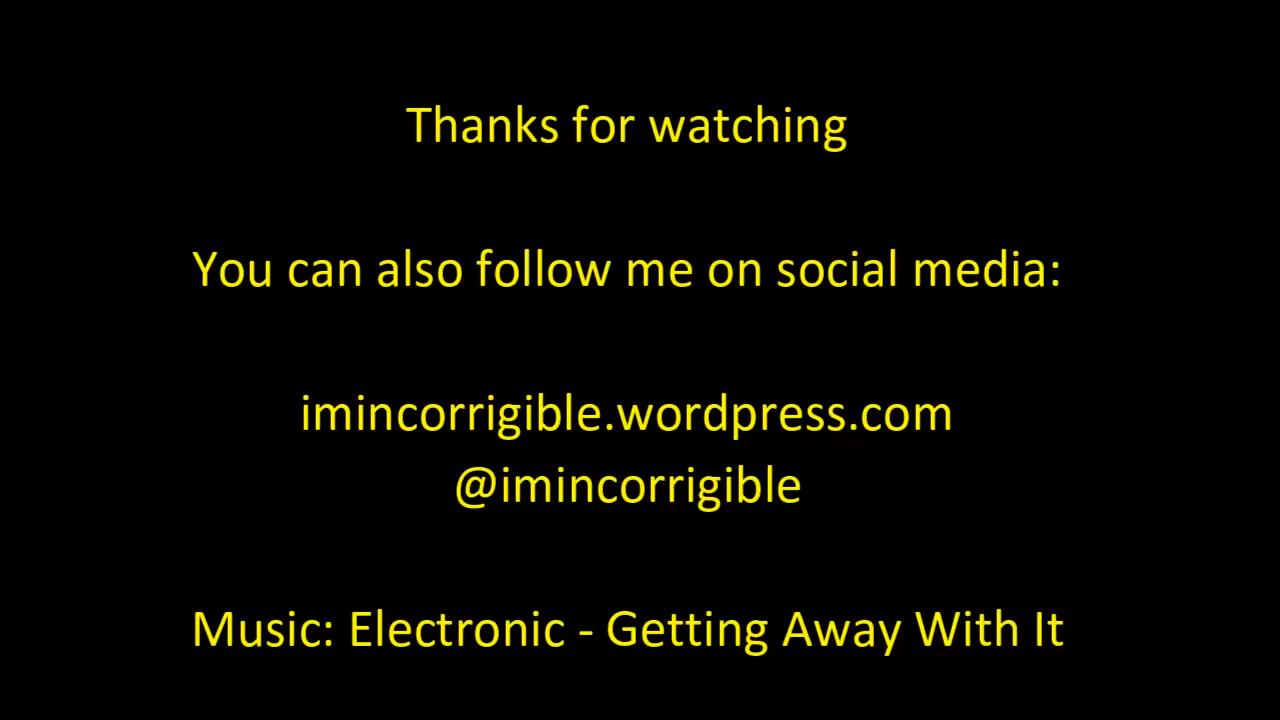 Thanks for watching
You can also follow me on social media:
imincorrigible.wordpress.com
@imincorrigible
Music: Electronic - Getting Away With It